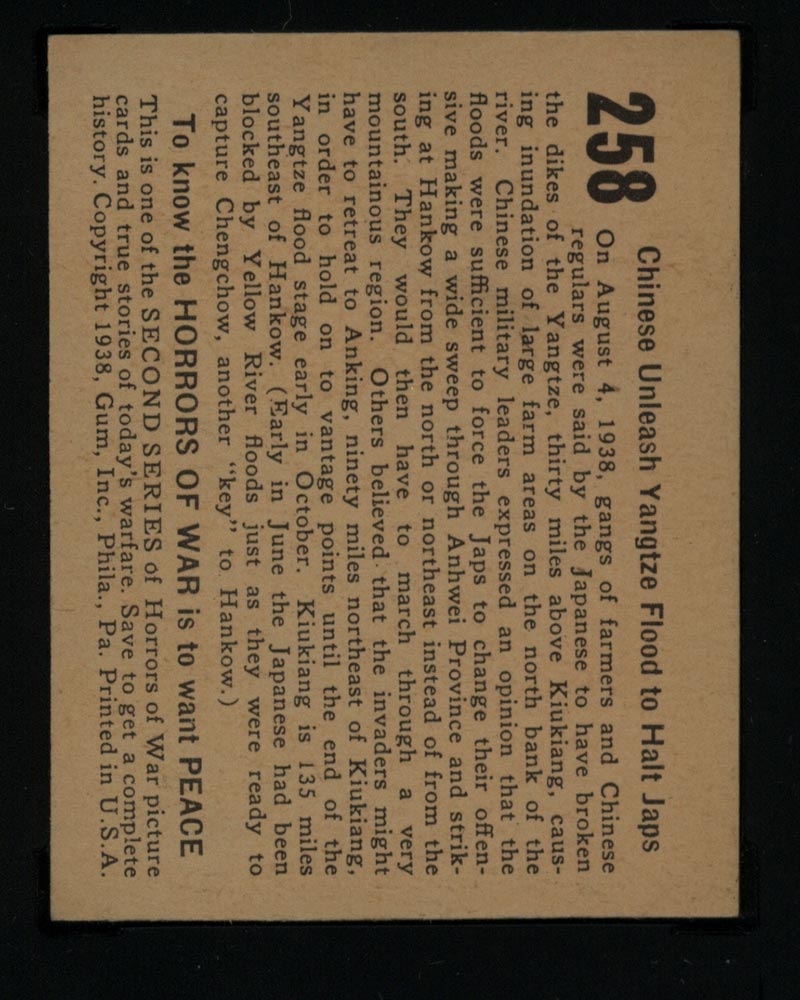 258
Chinese Unleash Yangtze Flood to Halt Japs
On August 4, 1938, gangs of farmers and Chinese
regulars were said by the Japanese to have broken
the dikes of the Yangtze, thirty miles above Kiukiang, caus-
ing inundation of large farm areas on the north bank of the
river. Chinese military leaders expressed an opinion that the
floods were sufficient to force the Japs to change their offen-
sive making a wide sweep through Anhwei Province and strik-
ing at Hankow from the north or northeast instead of from the
south. They would then have to march through a very
mountainous region. Others believed that the invaders might
have to retreat to Anking, ninety miles northeast of Kiukiang,
in order to hold on to vantage points until the end of the
Yangtze flood stage early in October. Kiukiang is 135 miles
southeast of Hankow. (Early in June the Japanese had been
blocked by Yellow River floods just as they were ready to
capture Chengchow, another "key" to Hankow.)
To know the HORRORS OF WAR is to want PEACE
This is one of the SECOND SERIES of Horrors of War picture
cards and true stories of today's warfare. Save to get a complete
history. Copyright 1938, Gum, Inc., Phila., Pa. Printed in U.S.A.